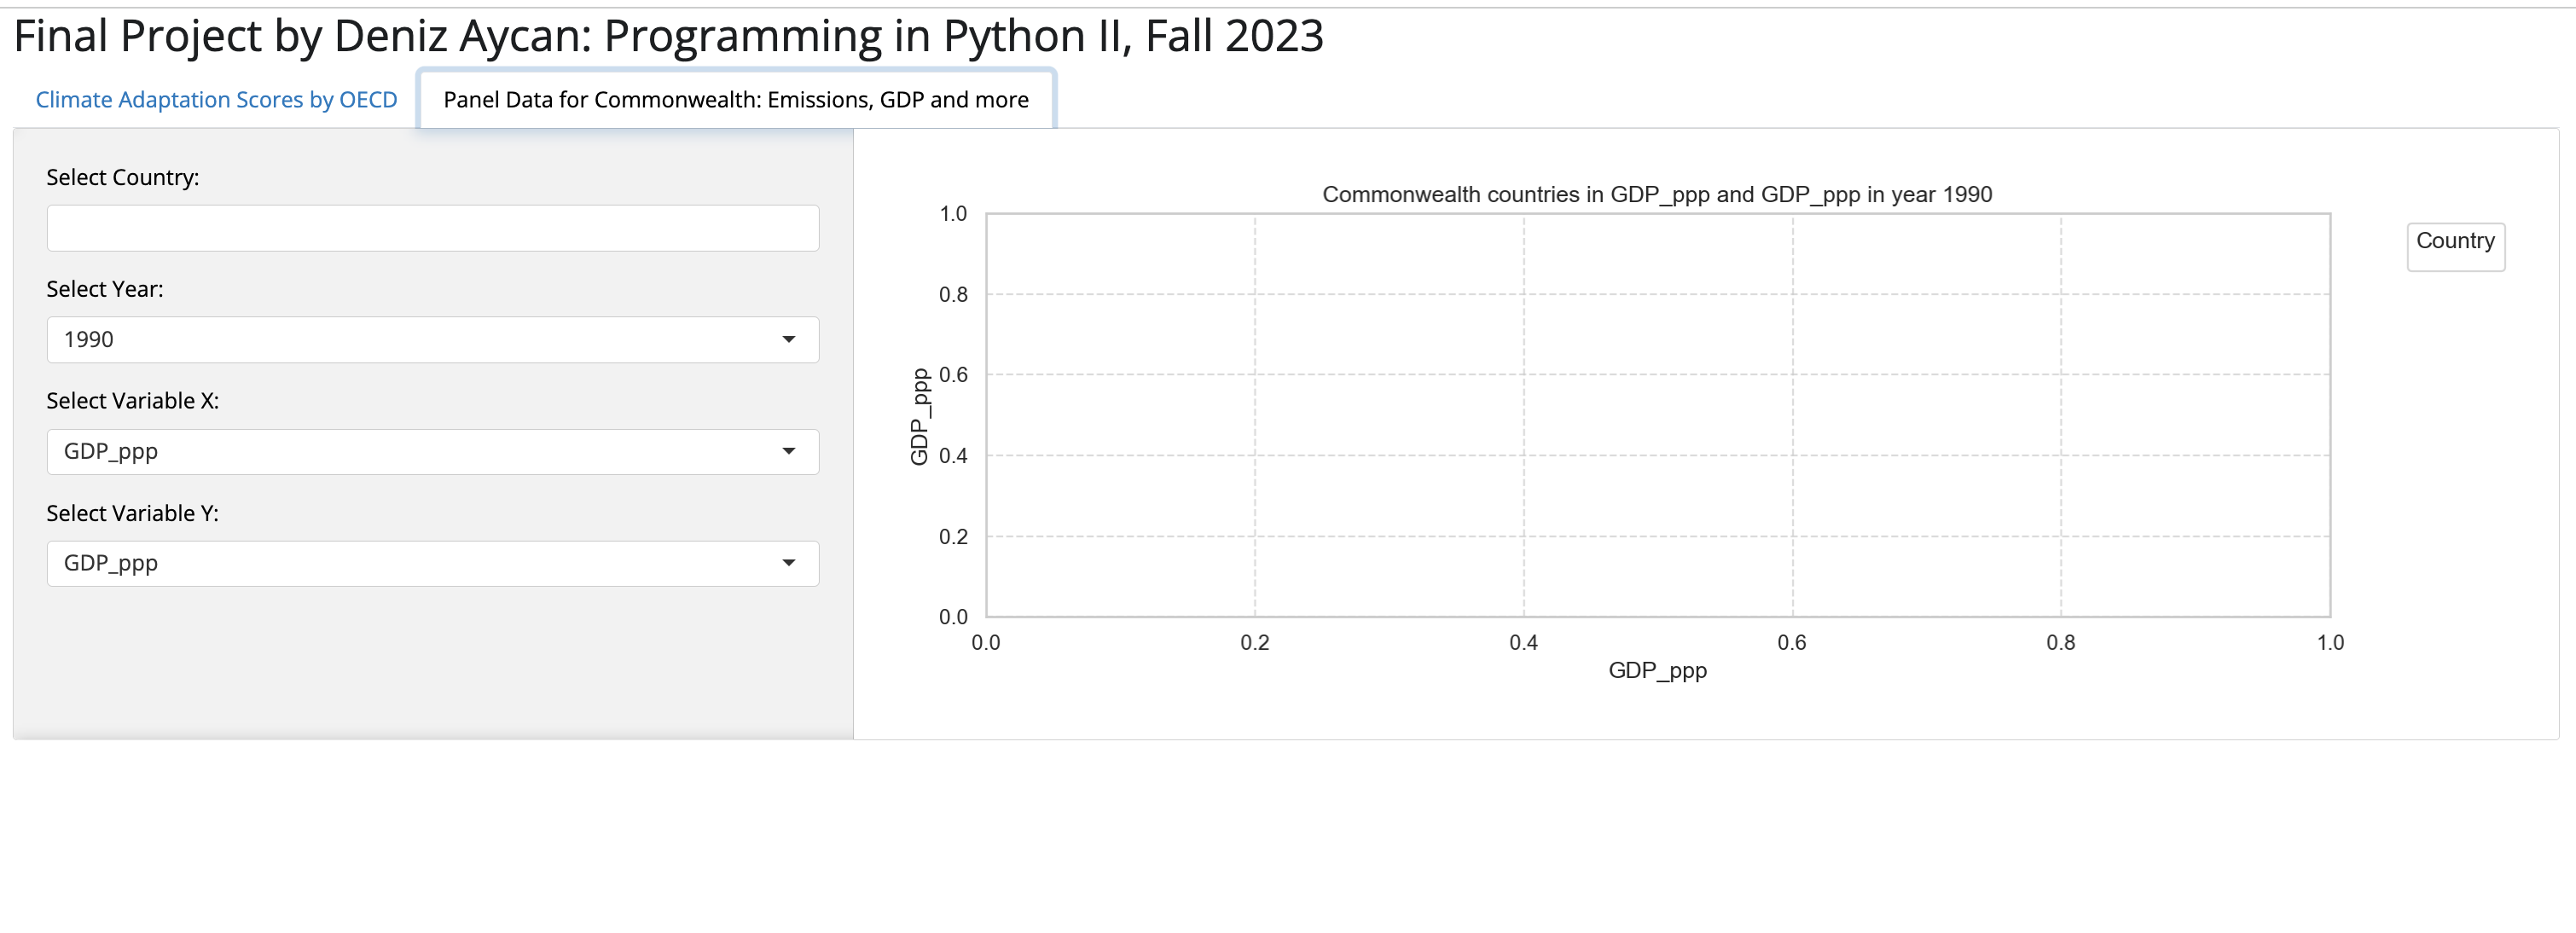 Final Project by Deniz Aycan: Programming in Python II, Fall 2023
Climate Adaptation Scores by OECD
Panel Data for Commonwealth: Emissions, GDP and more
Select Country:
Select Year:
1990
Select Variable X:
GDP_ppp
Select Variable Y:
GDP_ppp
Commonwealth countries in GDP_ppp and GDP_ppp in year 1990
1.0
0.8
0.6
0.4
0.2
0.0
GDP_ppp
0.0 0.2 0.4 0.6 0.8 1.0
GDP_ppp
Country